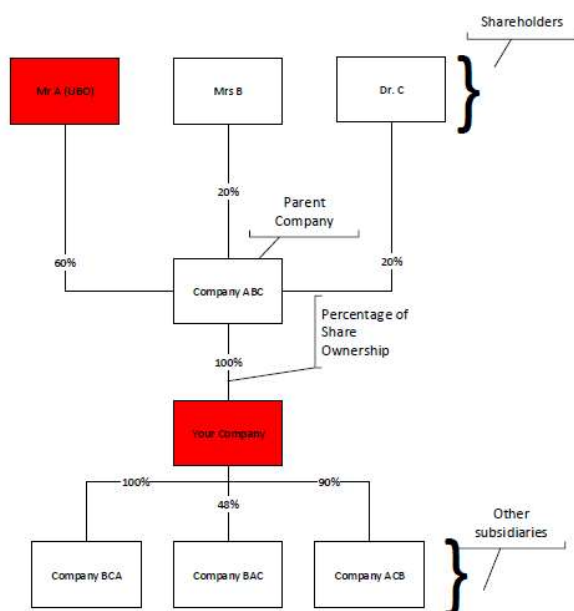 Shareholders
Mr A (UBO)
Mrs B
Dr. C
20%
Parent
Company
60%
20%
Company ABC
Percentage of
Share
Ownership
100%
Your Company
100%
90%
48%
Other
subsidiaries
Company BCA
Company BAC
Company ACB